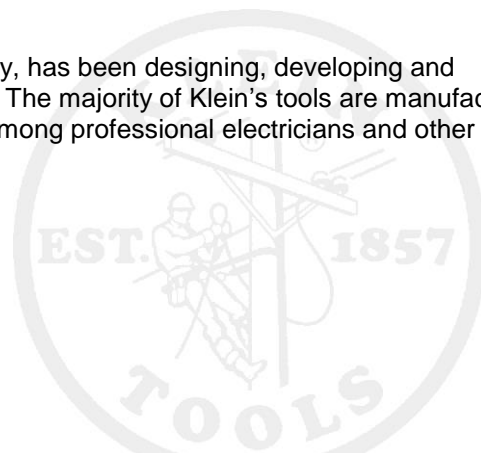 y, has been designing, developing and
The majority of Klein's tools are manufac
mong professional electricians and other
KLEIN
EST. 1857
TOOLS